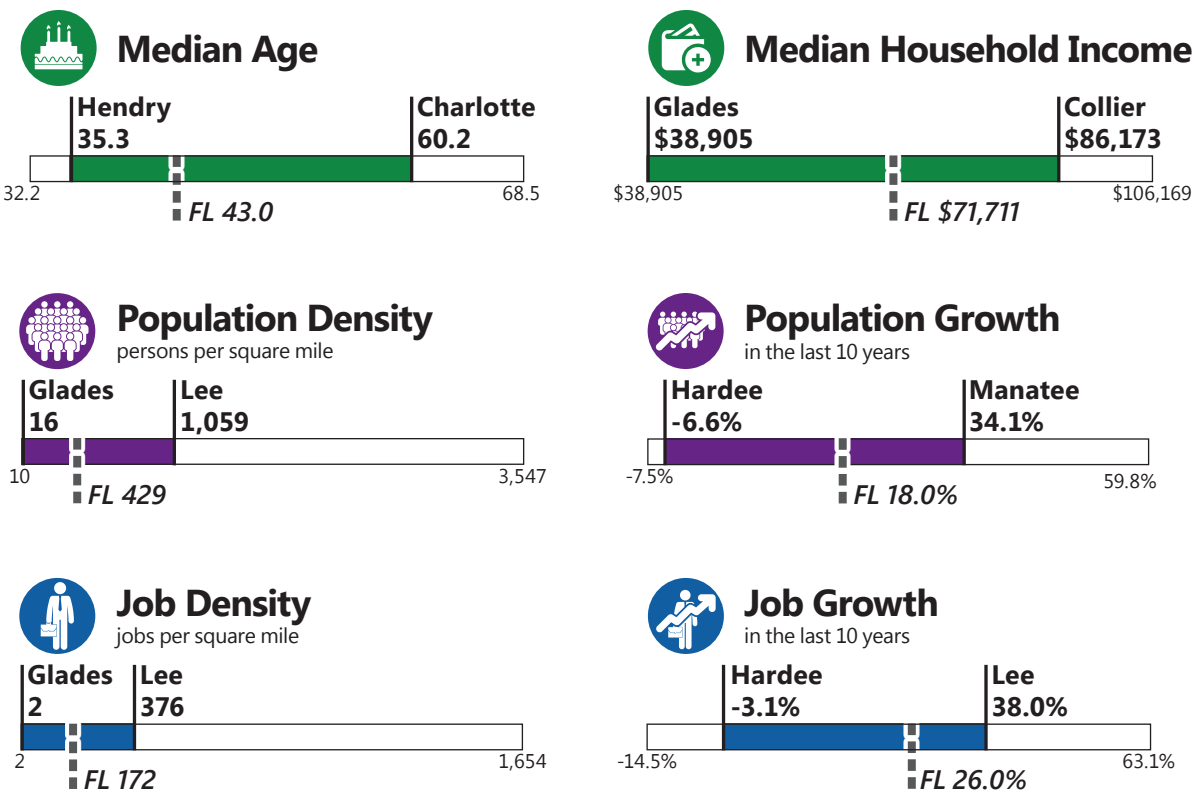 Median Age
Hendry
35.3
Charlotte
60.2
32.2
68.5
FL 43.0
Median Household Income
Glades
$38,905
Collier
$86,173
$38,905
$106,169
FL $71,711
Population Density
persons per square mile
Glades
16
Lee
1,059
10
3,547
FL 429
Population Growth
in the last 10 years
Hardee
-6.6%
Manatee
34.1%
-7.5%
59.8%
FL 18.0%
Job Density
jobs per square mile
Glades
2
Lee
376
2
1,654
FL 172
Job Growth
in the last 10 years
Hardee
-3.1%
Lee
38.0%
-14.5%
63.1%
FL 26.0%